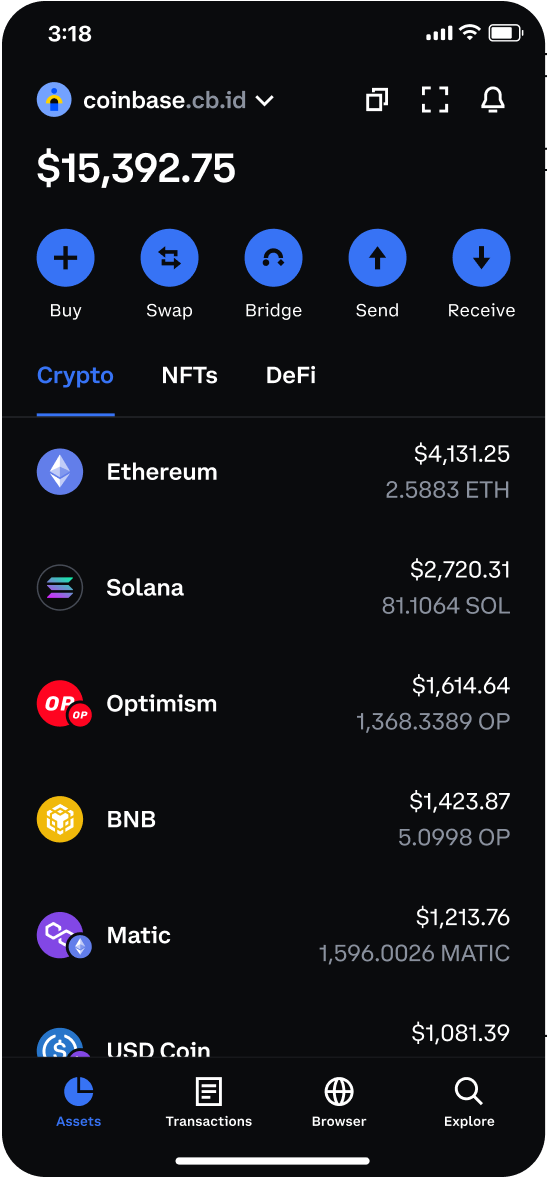 3:18
coinbase.cb.id
$15,392.75
Buy Swap Bridge Send Receive
Crypto NFTs DeFi
Ethereum $4,131.25
2.5883 ETH
Solana $2,720.31
81.1064 SOL
OP OP Optimism $1,614.64
1,368.3389 OP
BNB $1,423.87
5.0998 OP
Matic $1,213.76
1,596.0026 MATIC
USD Coin $1,081.39
Assets Transactions Browser Explore